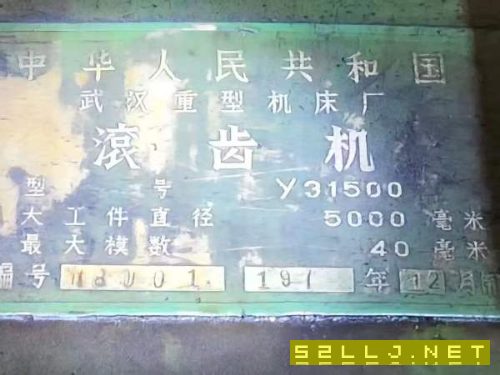 中华人民共和国
武汉重型机床厂
滚齿机
型号 Y31500
大工件直径 5000 毫米
最大模数 40 毫米
编号 001 197 年 12 月
52LLJ.NET